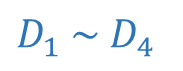 D₁ ~ D₄